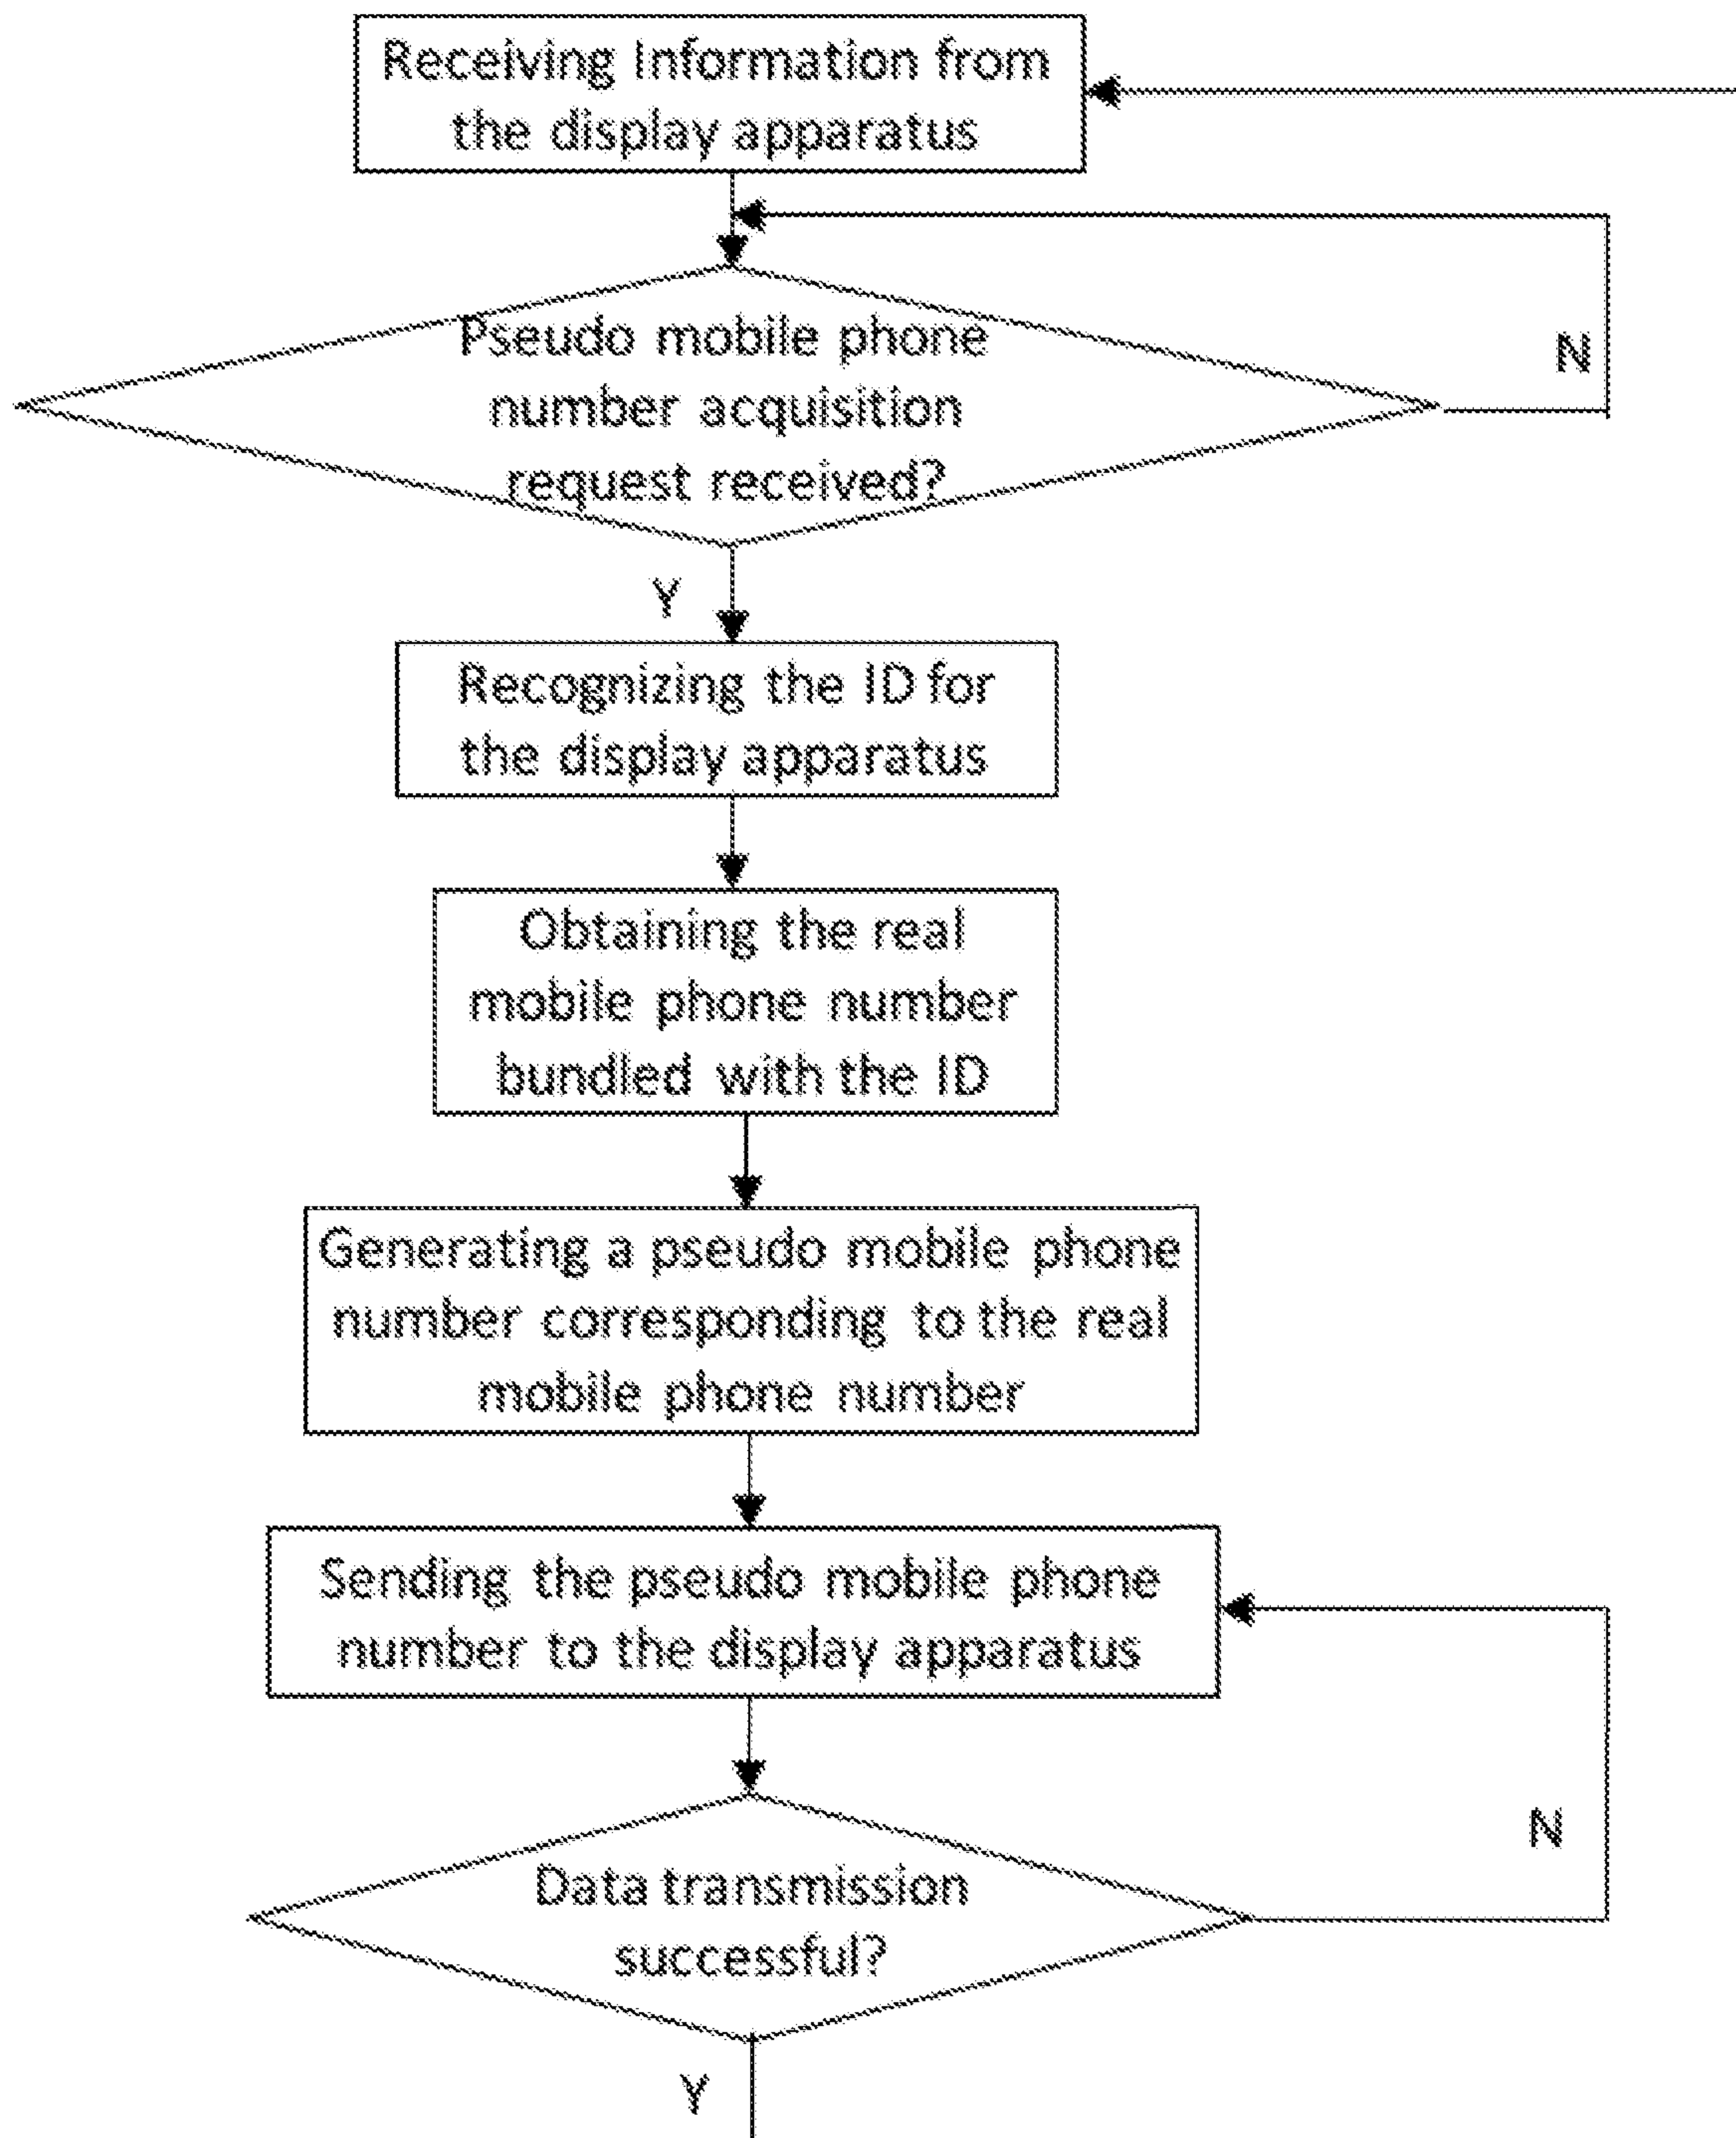 Receiving Information from
the display apparatus
Pseudo mobile phone
number acquisition
request received?
N
Y
Recognizing the ID for
the display apparatus
Obtaining the real
mobile phone number
bundled with the ID
Generating a pseudo mobile phone
number corresponding to the real
mobile phone number
Sending the pseudo mobile phone
number to the display apparatus
N
Data transmission
successful?
Y